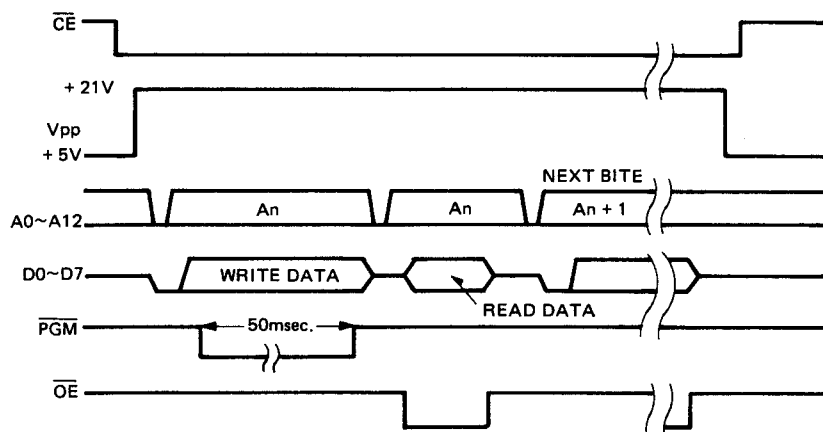 CE
+ 21V
Vpp
+ 5V
NEXT BITE
A0~A12
An
An
An + 1
D0~D7
WRITE DATA
READ DATA
PGM
50msec.
OE